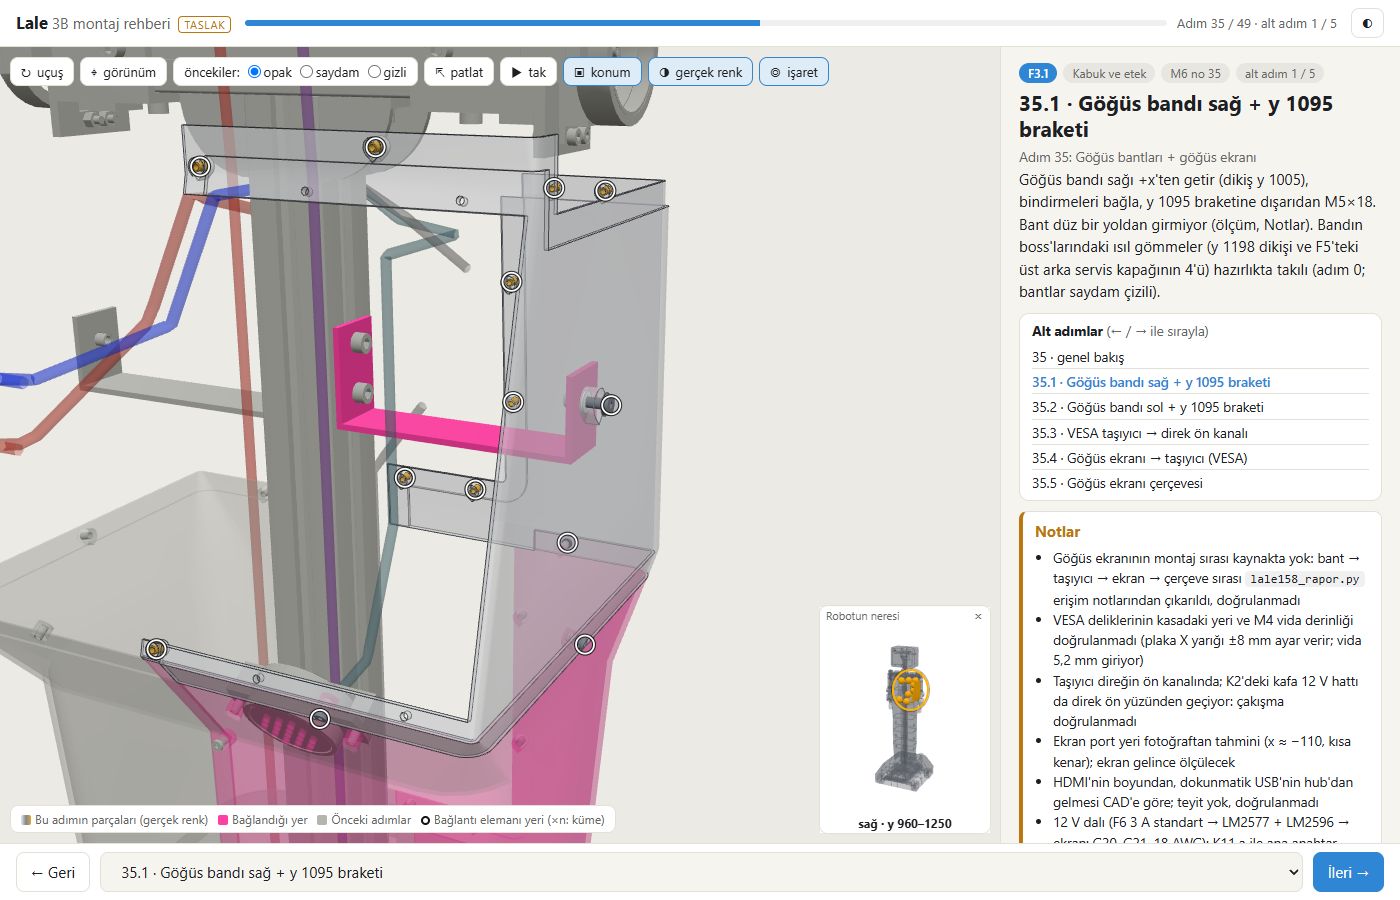 Lale 3B montaj rehberi TASLAK
Adım 35 / 49 · alt adım 1 / 5
↻ uçuş
⌖ görünüm
öncekiler: opak saydam gizli
⇱ patlat
▶ tak
▣ konum
◑ gerçek renk
◎ işaret
F3.1 Kabuk ve etek M6 no 35 alt adım 1 / 5
35.1 · Göğüs bandı sağ + y 1095
braketi
Adım 35: Göğüs bantları + göğüs ekranı
Göğüs bandı sağı +x'ten getir (dikiş y 1005),
bindirmeleri bağla, y 1095 braketine dışarıdan M5×18.
Bant düz bir yoldan girmiyor (ölçüm, Notlar). Bandın
boss'larındaki ısıl gömmeler (y 1198 dikişi ve F5'teki
üst arka servis kapağının 4'ü) hazırlıkta takılı (adım 0;
bantlar saydam çizili).
Alt adımlar (← / → ile sırayla)
35 · genel bakış
35.1 · Göğüs bandı sağ + y 1095 braketi
35.2 · Göğüs bandı sol + y 1095 braketi
35.3 · VESA taşıyıcı → direk ön kanalı
35.4 · Göğüs ekranı → taşıyıcı (VESA)
35.5 · Göğüs ekranı çerçevesi
Notlar
• Göğüs ekranının montaj sırası kaynakta yok: bant →
taşıyıcı → ekran → çerçeve sırası lale158_rapor.py
erişim notlarından çıkarıldı, doğrulanmadı
• VESA deliklerinin kasadaki yeri ve M4 vida derinliği
doğrulanmadı (plaka X yarığı ±8 mm ayar verir; vida
5,2 mm giriyor)
• Taşıyıcı direğin ön kanalında; K2'deki kafa 12 V hattı
da direk ön yüzünden geçiyor: çakışma
doğrulanmadı
• Ekran port yeri fotoğraftan tahmini (x ≈ −110, kısa
kenar); ekran gelince ölçülecek
• HDMI'nin boyundan, dokunmatik USB'nin hub'dan
gelmesi CAD'e göre; teyit yok, doğrulanmadı
• 12 V dalı (F6 3 A standart → LM2577 + LM2596 →
Robotun neresi ×
sağ · y 960–1250
Bu adımın parçaları (gerçek renk) Bağlandığı yer Önceki adımlar Bağlantı elemanı yeri (×n: küme)
← Geri
35.1 · Göğüs bandı sağ + y 1095 braketi
İleri →